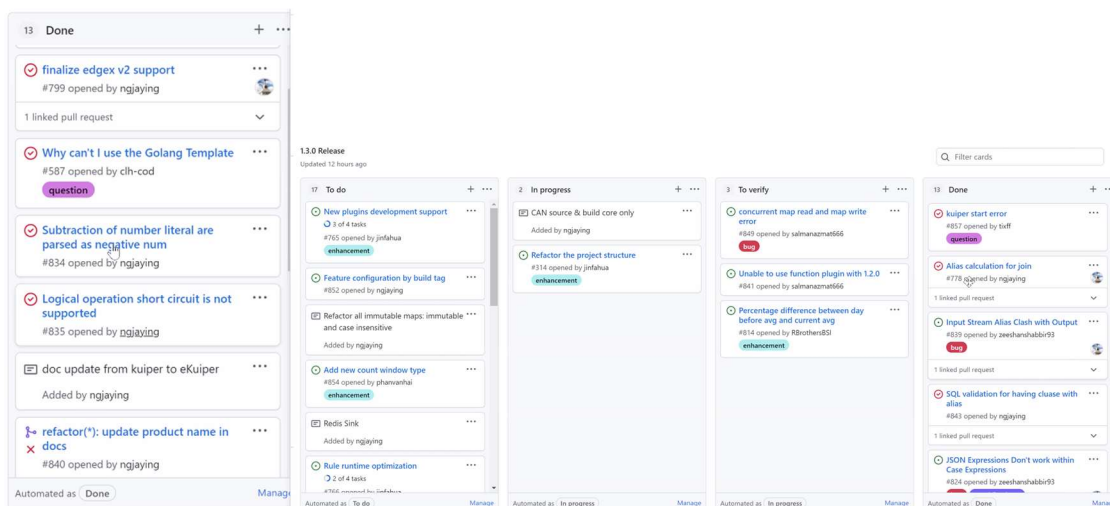 13 Done
finalize edgex v2 support
#799 opened by ngjaying
1 linked pull request
Why can't I use the Golang Template
#587 opened by clh-cod
question
Subtraction of number literal are
parsed as negative num
#834 opened by ngjaying
Logical operation short circuit is not
supported
#835 opened by ngjaying
doc update from kuiper to eKuiper
Added by ngjaying
refactor(*): update product name in
docs
#840 opened by ngjaying
Automated as Done
Manage
1.3.0 Release
Updated 12 hours ago
Filter cards
17 To do
New plugins development support
3 of 4 tasks
#765 opened by jinfahua
enhancement
Feature configuration by build tag
#852 opened by ngjaying
Refactor all immutable maps: immutable
and case insensitive
Added by ngjaying
Add new count window type
#854 opened by phanvanhai
enhancement
Redis Sink
Added by ngjaying
Rule runtime optimization
2 of 4 tasks
#766 opened by jinfahua
Automated as To do
Manage
2 In progress
CAN source & build core only
Added by ngjaying
Refactor the project structure
#314 opened by jinfahua
enhancement
Automated as In progress
Manage
3 To verify
concurrent map read and map write
error
#849 opened by salmanazmat666
bug
Unable to use function plugin with 1.2.0
#841 opened by salmanazmat666
Percentage difference between day
before avg and current avg
#814 opened by RBrothersBSI
enhancement
Automated as In progress
Manage
13 Done
kuiper start error
#857 opened by tixff
question
Alias calculation for join
#778 opened by ngjaying
1 linked pull request
Input Stream Alias Clash with Output
#839 opened by zeeshanshabbir93
bug
1 linked pull request
SQL validation for having cluase with
alias
#843 opened by ngjaying
1 linked pull request
JSON Expressions Don't work within
Case Expressions
#824 opened by zeeshanshabbir93
Automated as Done